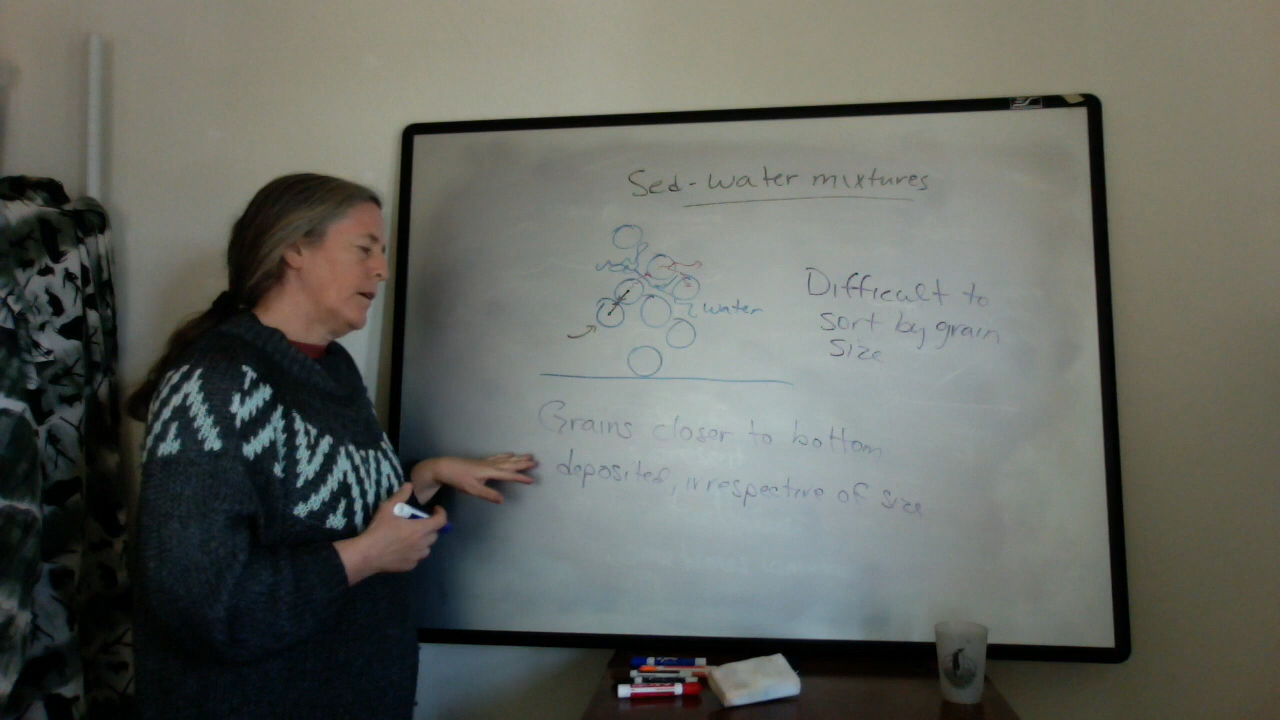 Sed-water mixtures
water
Difficult to
sort by grain
size
Grains closer to bottom
deposited, irrespective of size